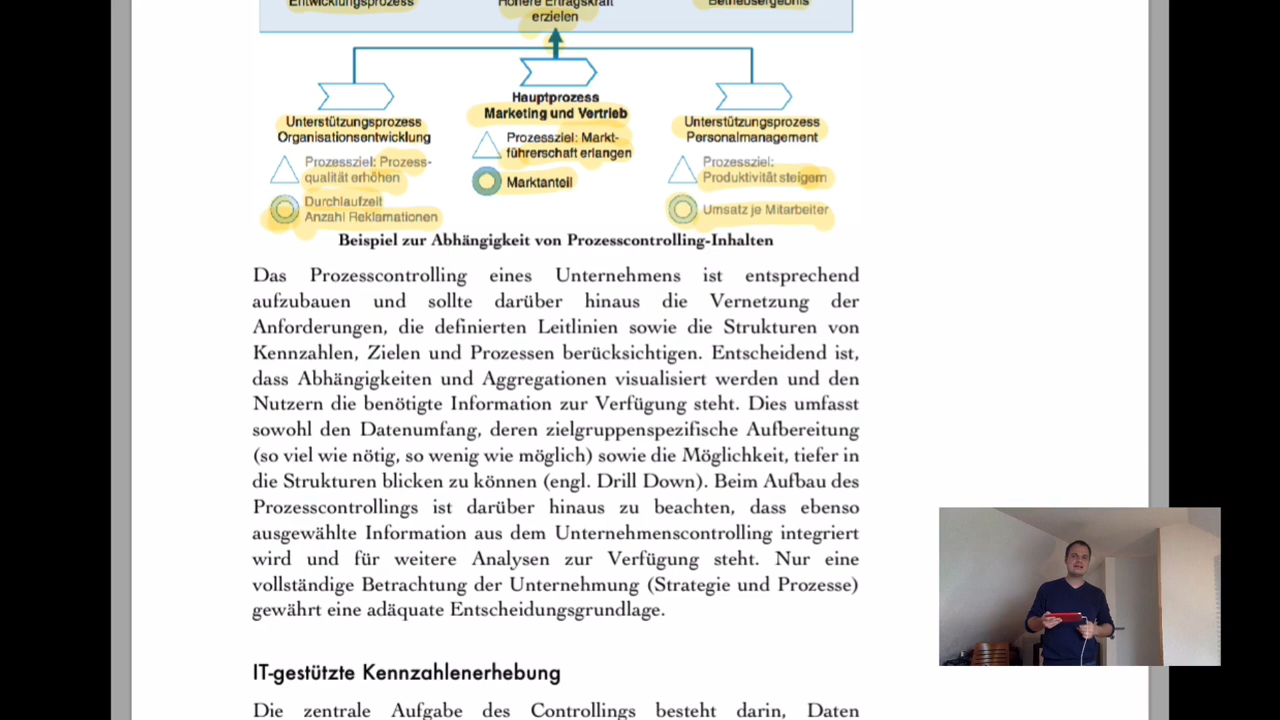 Entwicklungsprozess
Höhere Ertragskraft
erzielen
Betriebsergebnis
Unterstützungsprozess
Organisationsentwicklung
Prozessziel: Prozess-
qualität erhöhen
Durchlaufzeit
Anzahl Reklamationen
Hauptprozess
Marketing und Vertrieb
Prozessziel: Markt-
führerschaft erlangen
Marktanteil
Unterstützungsprozess
Personalmanagement
Prozessziel:
Produktivität steigern
Umsatz je Mitarbeiter
Beispiel zur Abhängigkeit von Prozesscontrolling-Inhalten
Das Prozesscontrolling eines Unternehmens ist entsprechend
aufzubauen und sollte darüber hinaus die Vernetzung der
Anforderungen, die definierten Leitlinien sowie die Strukturen von
Kennzahlen, Zielen und Prozessen berücksichtigen. Entscheidend ist,
dass Abhängigkeiten und Aggregationen visualisiert werden und den
Nutzern die benötigte Information zur Verfügung steht. Dies umfasst
sowohl den Datenumfang, deren zielgruppenspezifische Aufbereitung
(so viel wie nötig, so wenig wie möglich) sowie die Möglichkeit, tiefer in
die Strukturen blicken zu können (engl. Drill Down). Beim Aufbau des
Prozesscontrollings ist darüber hinaus zu beachten, dass ebenso
ausgewählte Information aus dem Unternehmenscontrolling integriert
wird und für weitere Analysen zur Verfügung steht. Nur eine
vollständige Betrachtung der Unternehmung (Strategie und Prozesse)
gewährt eine adäquate Entscheidungsgrundlage.
IT-gestützte Kennzahlenerhebung
Die zentrale Aufgabe des Controllings besteht darin, Daten